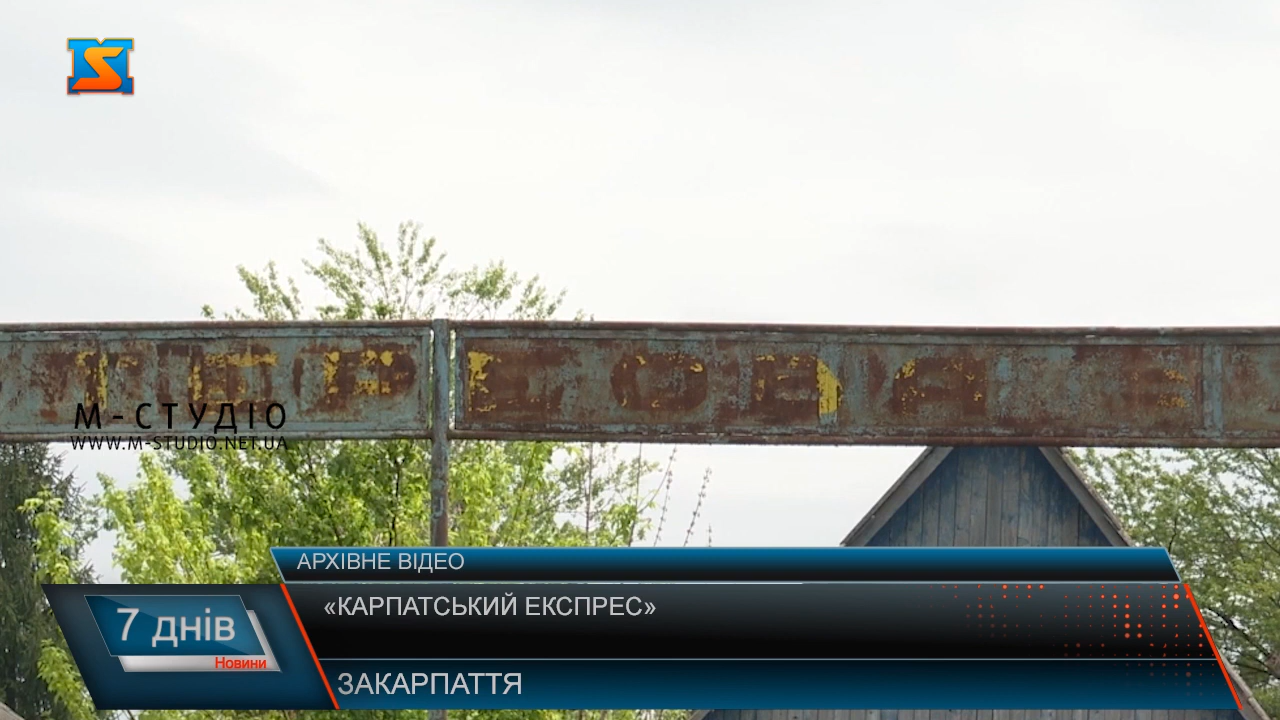 М-СТУДІО
WWW.M-STUDIO.NET.UA
АРХІВНЕ ВІДЕО
«КАРПАТСЬКИЙ ЕКСПРЕС»
7 днів
Новини
ЗАКАРПАТТЯ